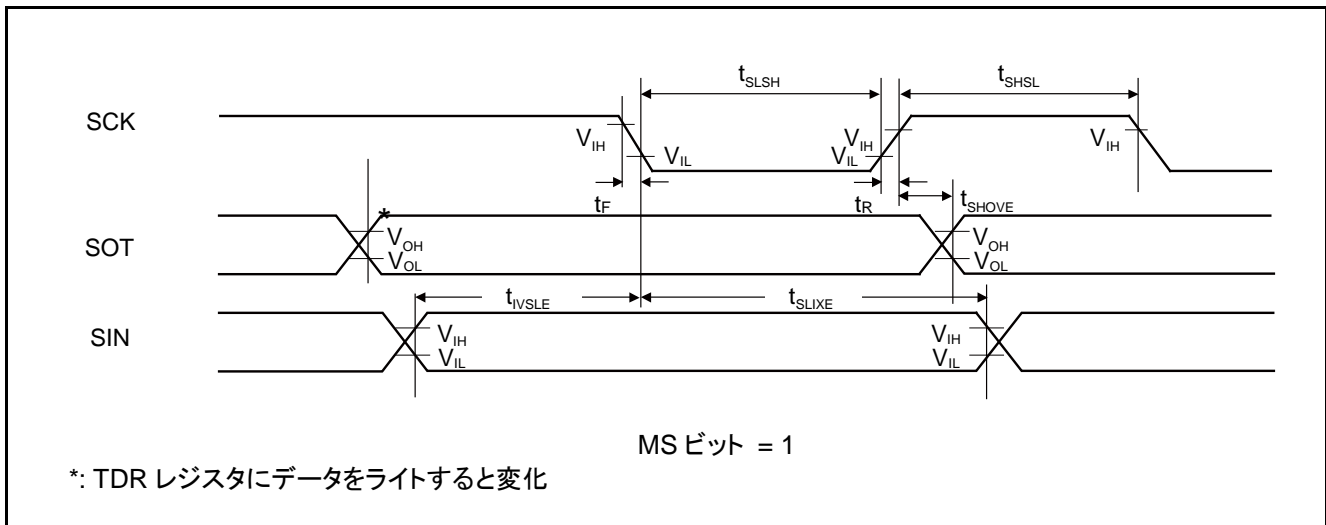 tSLSH
tSHSL
SCK
VIH
VIL
VIH
VIL
VIH
tF
tR
tSHOVE
*
SOT
VOH
VOL
VOH
VOL
tIVSLE
tSLIXE
SIN
VIH
VIL
VIH
VIL
MS ビット = 1
*: TDR レジスタにデータをライトすると変化